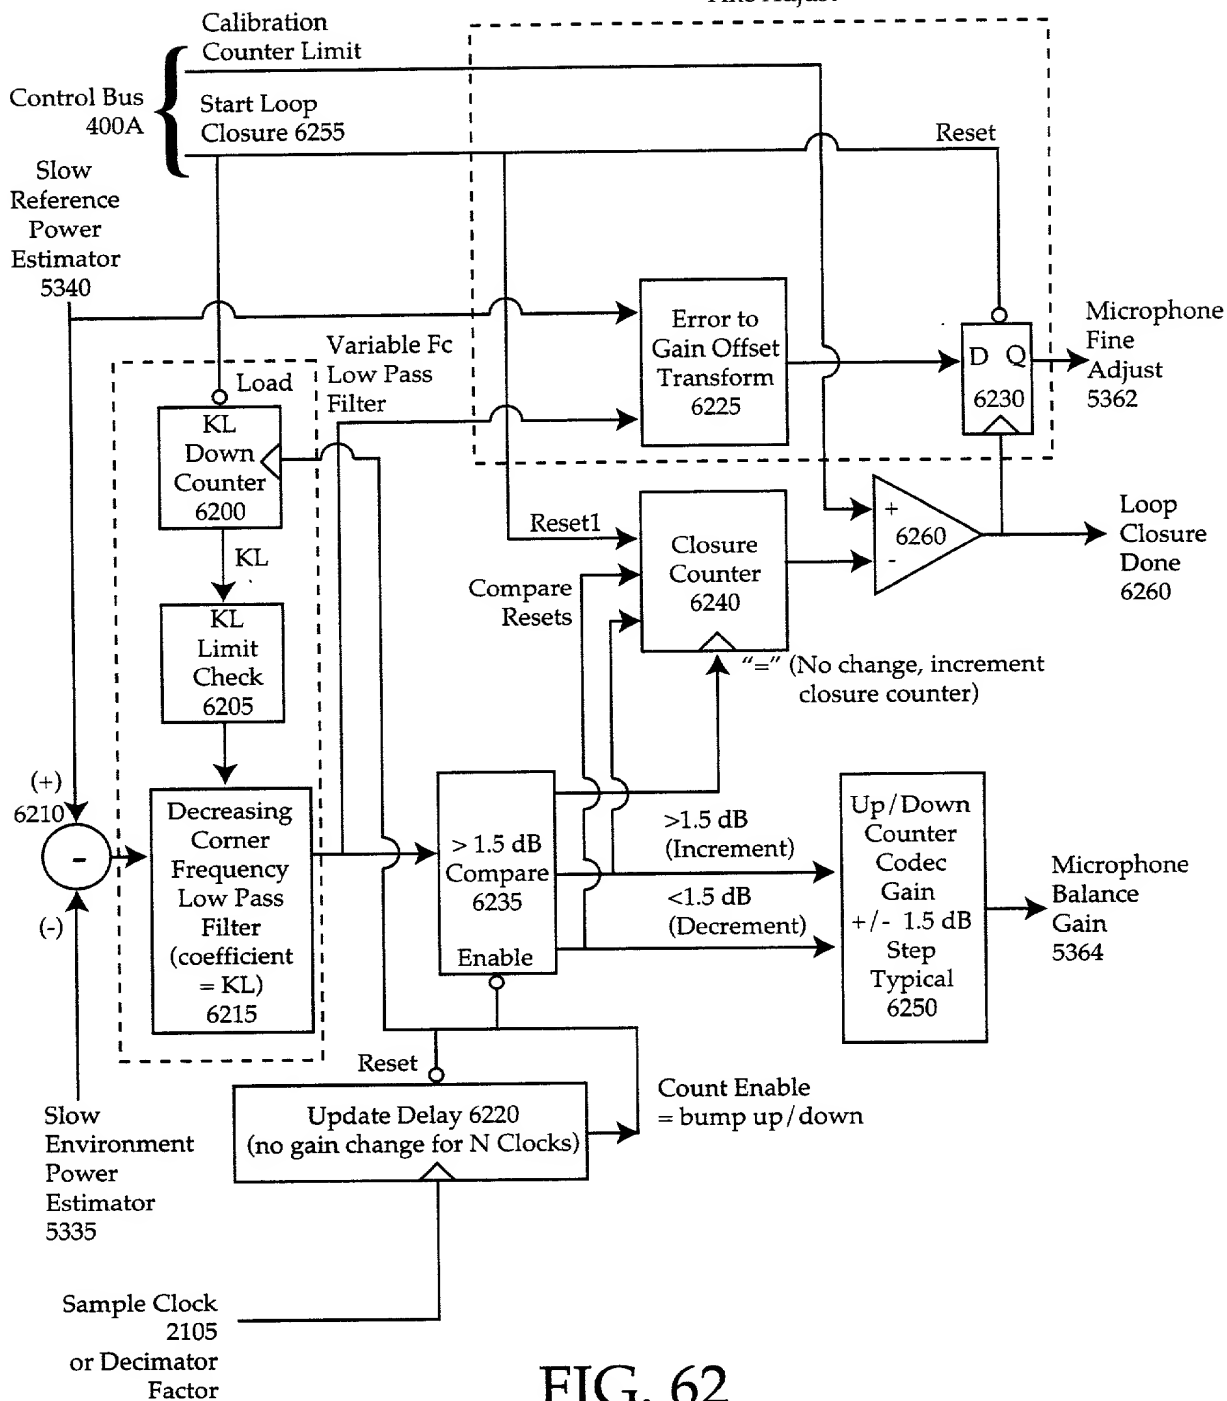 Fine Adjust
Calibration
Counter Limit
Control Bus
400A
Start Loop
Closure 6255
Reset
Slow
Reference
Power
Estimator
5340
Variable Fc
Low Pass
Filter
Error to
Gain Offset
Transform
6225
D Q
6230
Microphone
Fine
Adjust
5362
Load
KL
Down
Counter
6200
KL
KL
Limit
Check
6205
Reset1
Compare
Resets
Closure
Counter
6240
+
6260
-
Loop
Closure
Done
6260
"=" (No change, increment
closure counter)
(+)
6210
-
(-)
Decreasing
Corner
Frequency
Low Pass
Filter
(coefficient
= KL)
6215
> 1.5 dB
Compare
6235
Enable
>1.5 dB
(Increment)
<1.5 dB
(Decrement)
Up/Down
Counter
Codec
Gain
+/- 1.5 dB
Step
Typical
6250
Microphone
Balance
Gain
5364
Reset
Update Delay 6220
(no gain change for N Clocks)
Count Enable
= bump up/down
Slow
Environment
Power
Estimator
5335
Sample Clock
2105
or Decimator
Factor
FIG. 62